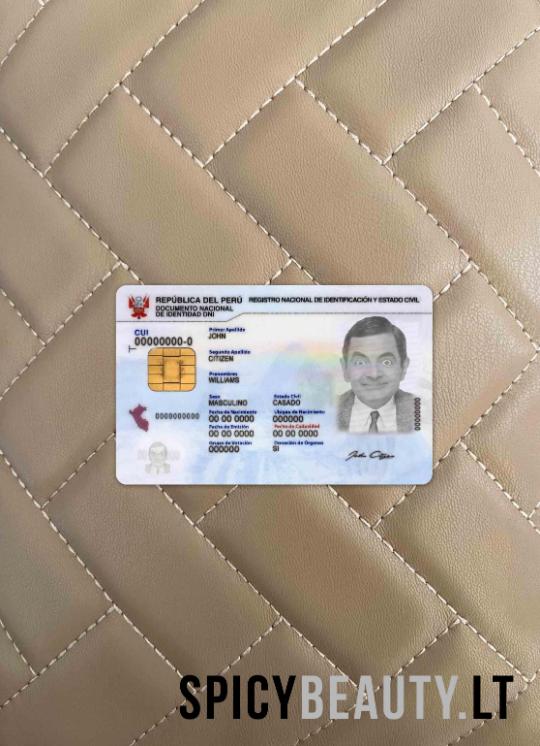 REPÚBLICA DEL PERÚ REGISTRO NACIONAL DE IDENTIFICACIÓN Y ESTADO CIVIL
DOCUMENTO NACIONAL
DE IDENTIDAD DNI
CUI
00000000-0
Primer Apellido
JOHN
Segundo Apellido
CITIZEN
Prenombres
WILLIAMS
Sexo Estado Civil
MASCULINO CASADO
Fecha de Nacimiento Ubigeo de Nacimiento
00 00 0000 000000
Fecha de Emisión Fecha de Caducidad
00 00 0000 00 00 0000
Grupo de Votación Donación de Órganos
000000 SI
0000000000
00000000
John Citizen
SPICYBEAUTY.LT